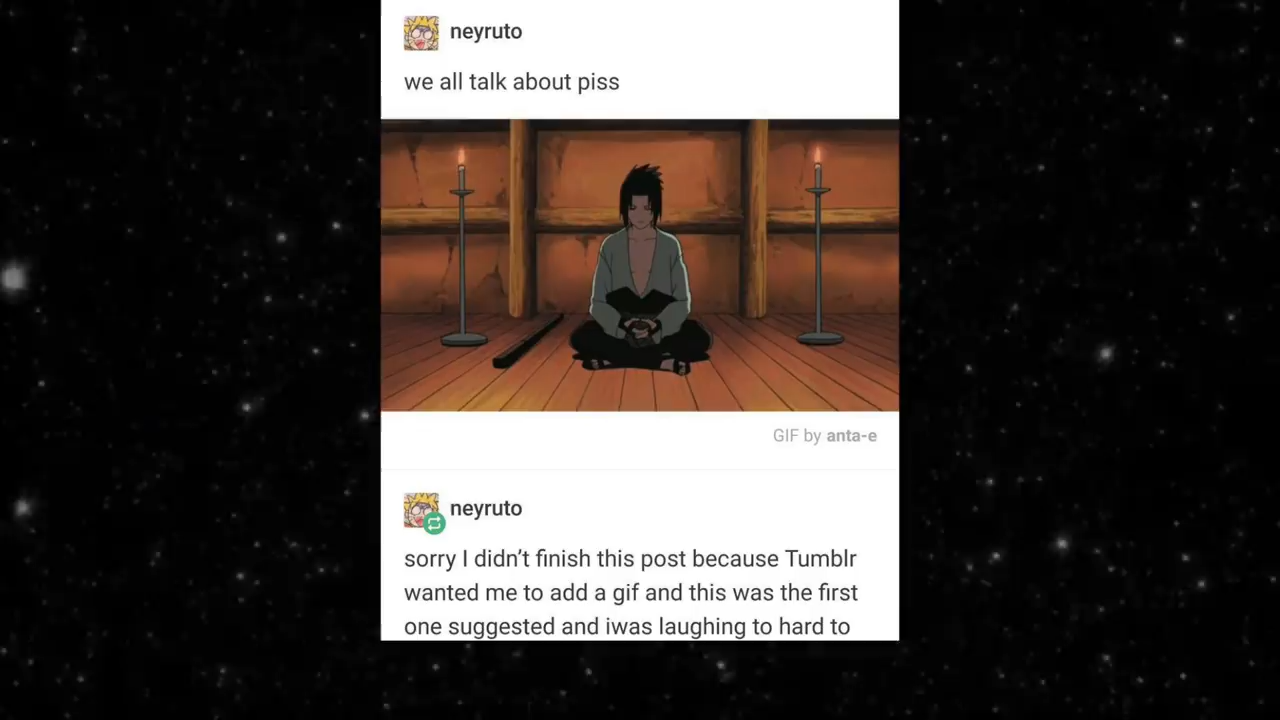 neyruto
we all talk about piss
GIF by anta-e
neyruto
sorry I didn’t finish this post because Tumblr
wanted me to add a gif and this was the first
one suggested and iwas laughing to hard to